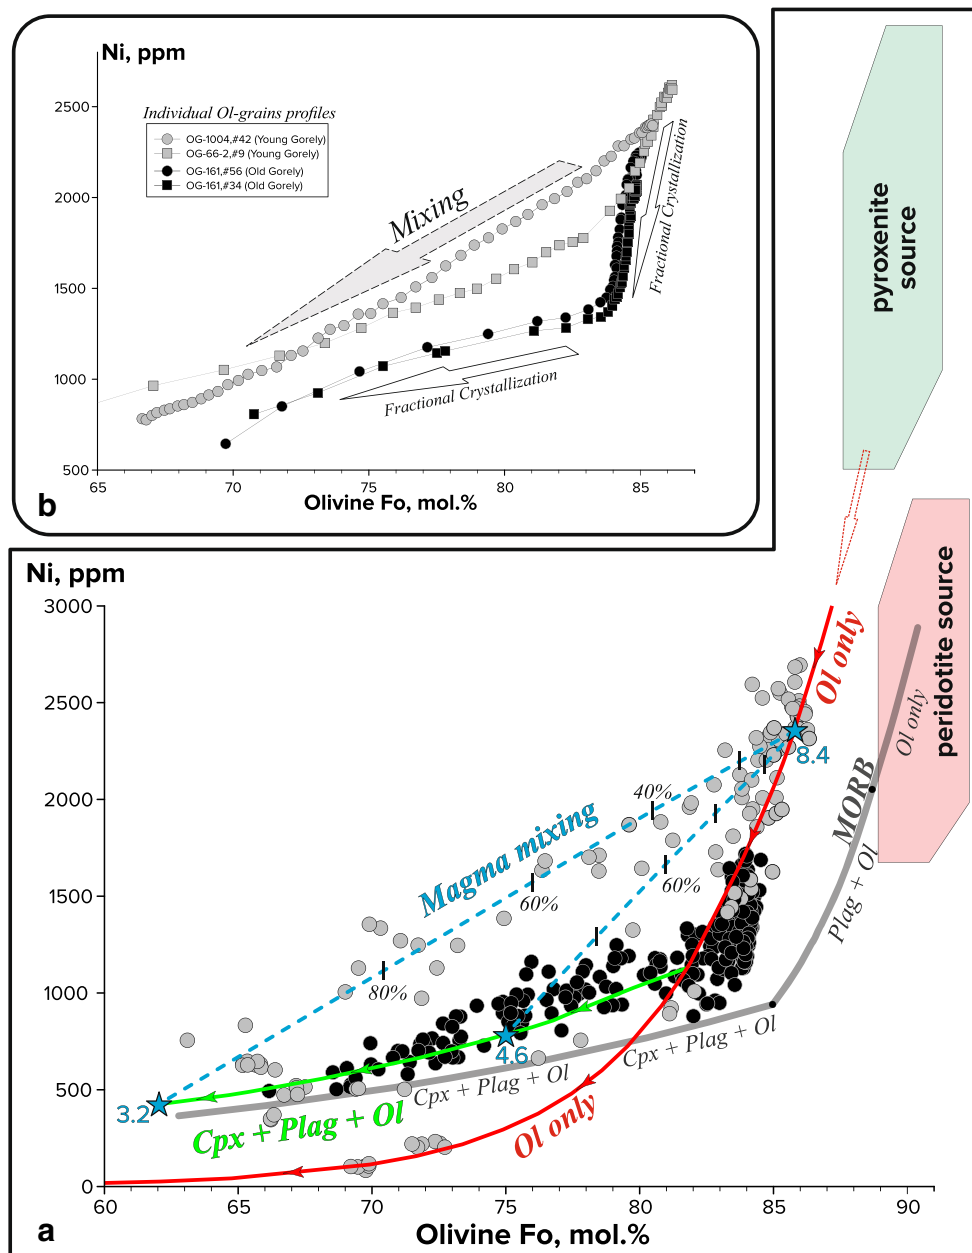 Ni, ppm
2500
2000
1500
1000
500
65
70
75
80
85
Olivine Fo, mol.%
b
Individual Ol-grains profiles
OG-1004,#42 (Young Gorely)
OG-66-2,#9 (Young Gorely)
OG-161,#56 (Old Gorely)
OG-161,#34 (Old Gorely)
Mixing
Fractional Crystallization
Fractional Crystallization
pyroxenite
source
peridotite source
Ni, ppm
3000
2500
2000
1500
1000
500
0
60
65
70
75
80
85
90
Olivine Fo, mol.%
a
Ol only
Ol only
MORB
Plag + Ol
8.4
40%
Magma mixing
60%
60%
80%
4.6
Cpx + Plag + Ol
Cpx + Plag + Ol
3.2
Cpx + Plag + Ol
Ol only